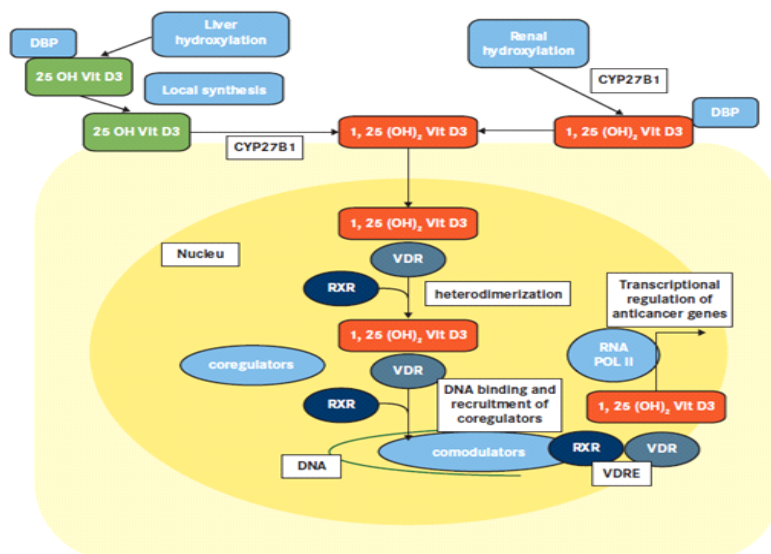 Liver
hydroxylation
DBP
25 OH Vit D3
Local synthesis
25 OH Vit D3
CYP27B1
Renal
hydroxylation
CYP27B1
DBP
1, 25 (OH)₂ Vit D3
1, 25 (OH)₂ Vit D3
1, 25 (OH)₂ Vit D3
Nucleu
VDR
RXR
heterodimerization
1, 25 (OH)₂ Vit D3
Transcriptional
regulation of
anticancer genes
RNA
POL II
coregulators
VDR
RXR
DNA binding and
recruitment of
coregulators
1, 25 (OH)₂ Vit D3
DNA
comodulators
RXR
VDR
VDRE